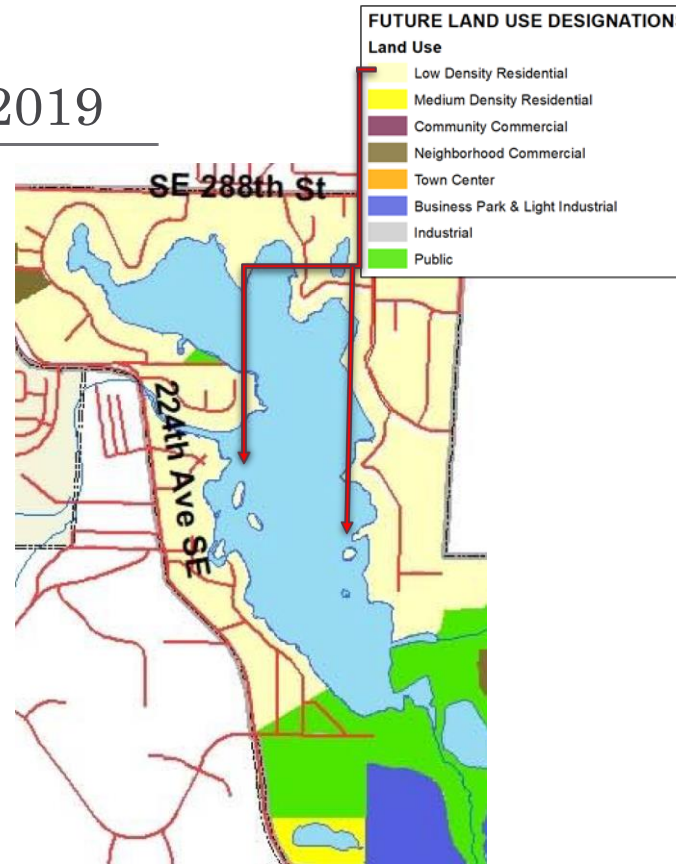 2019
FUTURE LAND USE DESIGNATIONS
Land Use
Low Density Residential
Medium Density Residential
Community Commercial
Neighborhood Commercial
Town Center
Business Park & Light Industrial
Industrial
Public
SE 288th St
224th Ave SE